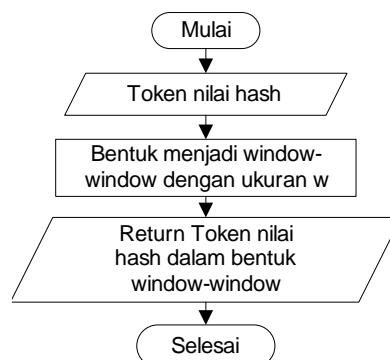 Mulai
Token nilai hash
Bentuk menjadi window-
window dengan ukuran w
Return Token nilai
hash dalam bentuk
window-window
Selesai